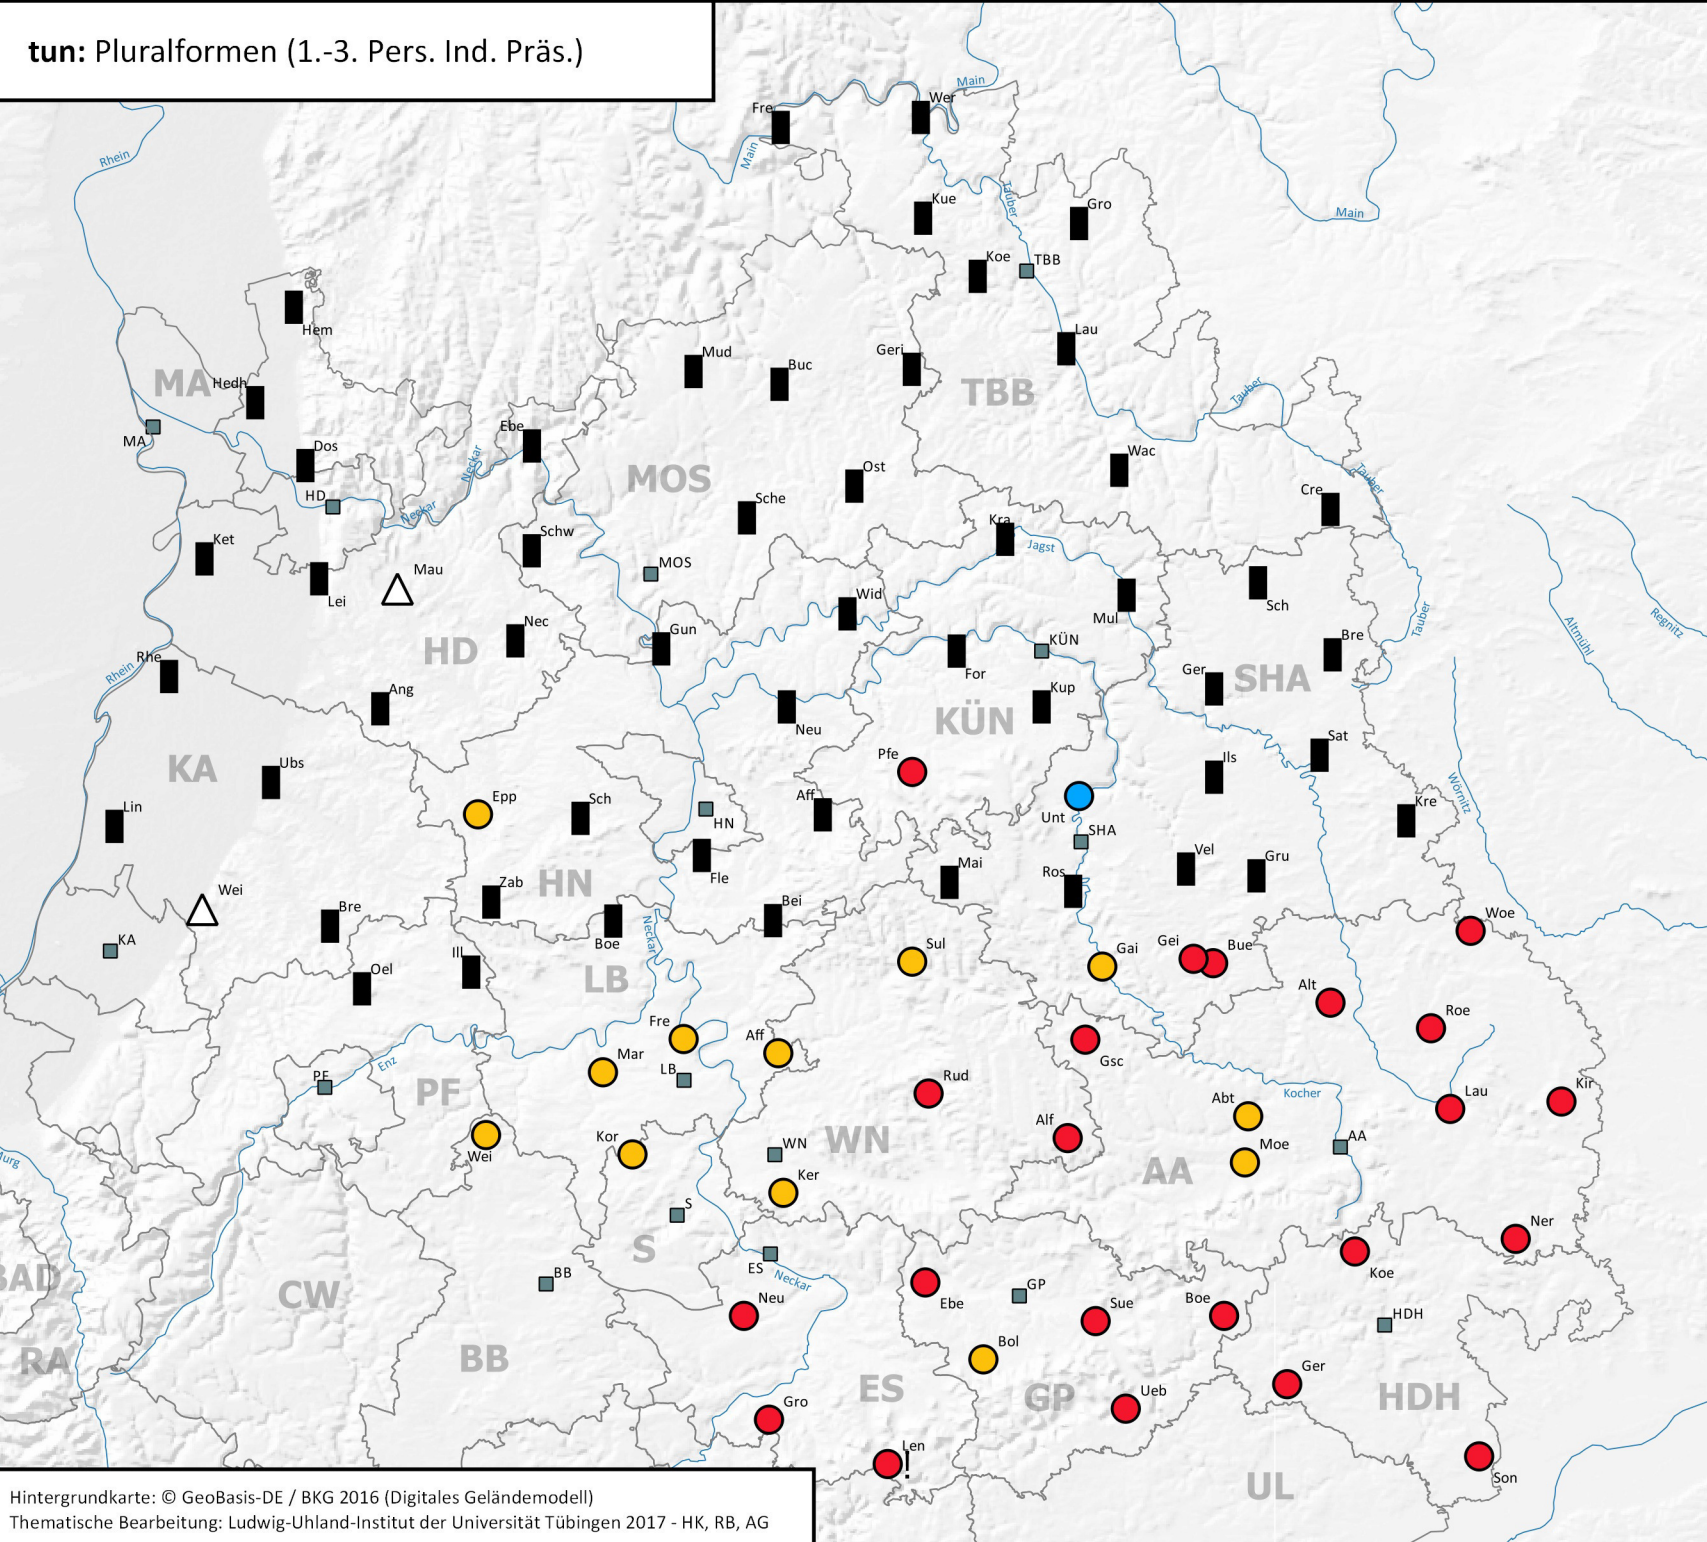 tun: Pluralformen (1.-3. Pers. Ind. Präs.)
Main
Fre
Wer
Main
Rhein
Kue
Tauber
Gro
Main
Koe
TBB
Hem
Lau
Mud
Buc
Geri
MA
Hedh
TBB
Tauber
MA
Ebe
Dos
Neckar
MOS
Wac
Ost
Tauber
HD
Sche
Cre
Neckar
Kra
Ket
Schw
Jagst
MOS
Mau
Lei
Wid
Sch
Mul
Tauber
Altmühl
Regnitz
HD
Nec
Gun
KÜN
Bre
Rhe
Rhein
For
Ger
SHA
Ang
Kup
KÜN
Neu
Sat
KA
Ubs
Pfe
Ils
Wörnitz
Lin
Epp
Sch
HN
Aff
Unt
SHA
Kre
Vel
Gru
Mai
Ros
Fle
HN
Zab
Wei
Bre
Bei
Boe
Neckar
Woe
KA
Ill
Sul
Gai
Gei
Bue
Oel
LB
Alt
Roe
Fre
Aff
Mar
Gsc
Enz
PF
LB
PF
Rud
Kocher
Abt
Lau
Kir
Alf
Kor
WN
WN
Moe
AA
Wei
AA
Murg
Ker
S
Ner
S
ES
Neckar
Koe
BAD
CW
BB
GP
Ebe
Neu
Sue
Boe
HDH
Bol
RA
BB
ES
GP
Ueb
Ger
HDH
Gro
Len
!
Son
UL
Hintergrundkarte: © GeoBasis-DE / BKG 2016 (Digitales Geländemodell)
Thematische Bearbeitung: Ludwig-Uhland-Institut der Universität Tübingen 2017 - HK, RB, AG